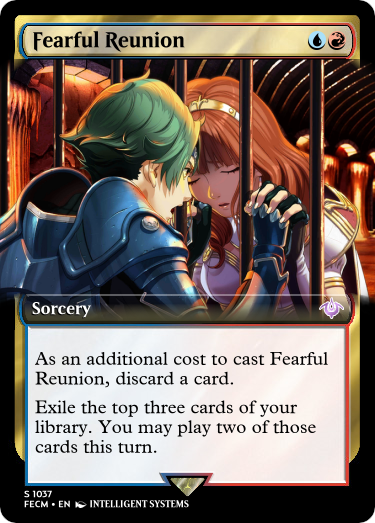 Fearful Reunion
Sorcery
As an additional cost to cast Fearful
Reunion, discard a card.
Exile the top three cards of your
library. You may play two of those
cards this turn.
S 1037
FECM • EN INTELLIGENT SYSTEMS